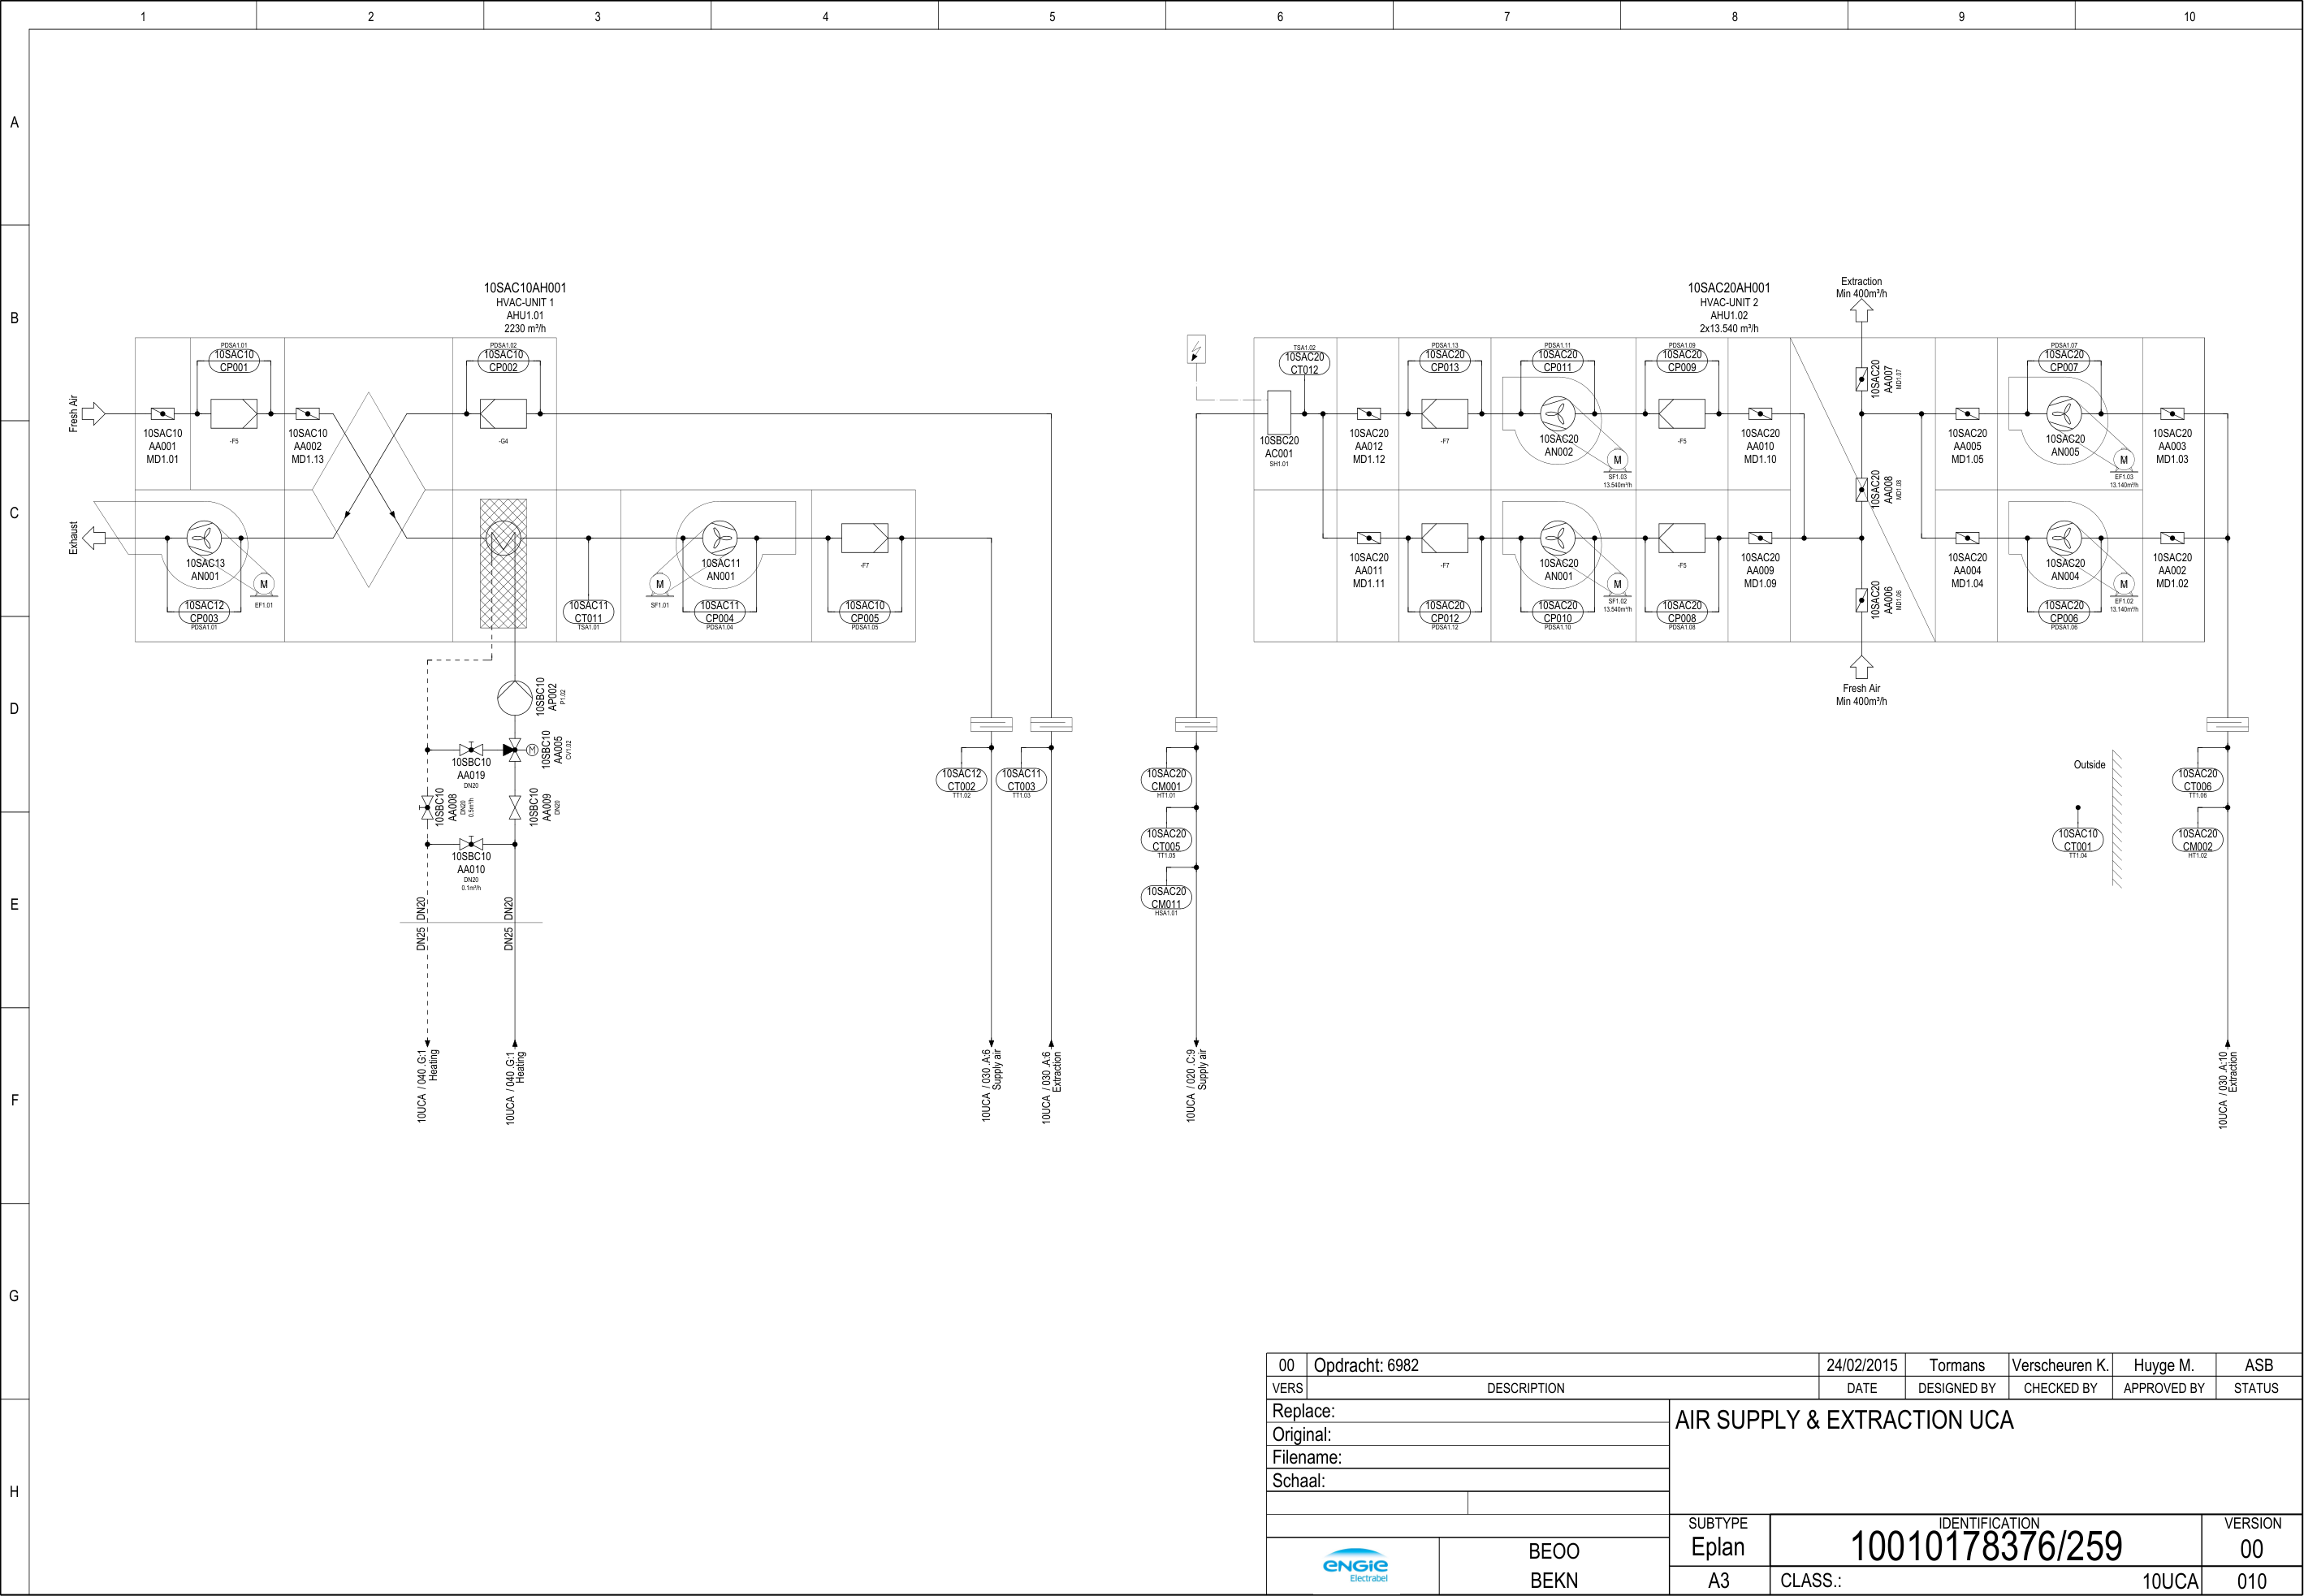 1 2 3 4 5 6 7 8 9 10
A
B
C
D
E
F
G
H
10SAC10AH001
HVAC-UNIT 1
AHU1.01
2230 m³/h
PDSA1.01
10SAC10
CP001
-F5
PDSA1.02
10SAC10
CP002
-G4
Fresh Air
10SAC10
AA001
MD1.01
10SAC10
AA002
MD1.13
Exhaust
10SAC13
AN001
M
EF1.01
10SAC12
CP003
PDSA1.01
10SAC11
CT011
TSA1.01
10SAC11
AN001
M
SF1.01
10SAC11
CP004
PDSA1.04
-F7
10SAC10
CP005
PDSA1.05
10SBC10
AP002
P1.02
10SBC10
AA005
CV1.02
M
10SBC10
AA019
DN20
10SBC10
AA008
DN20
0.5m³/h
10SBC10
AA009
DN20
10SBC10
AA010
DN20
0.1m³/h
DN25 DN20
DN25 DN20
10UCA / 040 .G:1
Heating
10UCA / 040 .G:1
Heating
10SAC12
CT002
TT1.02
10SAC11
CT003
TT1.03
10UCA / 030 .A:6
Supply air
10UCA / 030 .A:6
Extraction
10SAC20AH001
HVAC-UNIT 2
AHU1.02
2x13.540 m³/h
Extraction
Min 400m³/h
TSA1.02
10SAC20
CT012
PDSA1.13
10SAC20
CP013
PDSA1.11
10SAC20
CP011
PDSA1.09
10SAC20
CP009
PDSA1.07
10SAC20
CP007
10SBC20
AC001
SH1.01
10SAC20
AA012
MD1.12
-F7
10SAC20
AN002
M
SF1.03
13.540m³/h
-F5
10SAC20
AA010
MD1.10
10SAC20
AA007
MD1.07
10SAC20
AA008
MD1.08
10SAC20
AA006
MD1.06
10SAC20
AA005
MD1.05
10SAC20
AN005
M
EF1.03
13.140m³/h
10SAC20
AA003
MD1.03
10SAC20
AA011
MD1.11
-F7
10SAC20
AN001
M
SF1.02
13.540m³/h
-F5
10SAC20
AA009
MD1.09
10SAC20
AA004
MD1.04
10SAC20
AN004
M
EF1.02
13.140m³/h
10SAC20
AA002
MD1.02
10SAC20
CP012
PDSA1.12
10SAC20
CP010
PDSA1.10
10SAC20
CP008
PDSA1.08
10SAC20
CP006
PDSA1.06
Fresh Air
Min 400m³/h
10SAC20
CM001
HT1.01
10SAC20
CT005
TT1.05
10SAC20
CM011
HSA1.01
10UCA / 020 .C:9
Supply air
Outside
10SAC10
CT001
TT1.04
10SAC20
CT006
TT1.06
10SAC20
CM002
HT1.02
10UCA / 030 .A:10
Extraction
00 Opdracht: 6982 24/02/2015 Tormans Verscheuren K. Huyge M. ASB
VERS DESCRIPTION DATE DESIGNED BY CHECKED BY APPROVED BY STATUS
Replace:
Original:
Filename:
Schaal:
AIR SUPPLY & EXTRACTION UCA
ENGIE
Electrabel
BEOO
BEKN
SUBTYPE
Eplan
A3
IDENTIFICATION
10010178376/259
CLASS.: 10UCA
VERSION
00
010